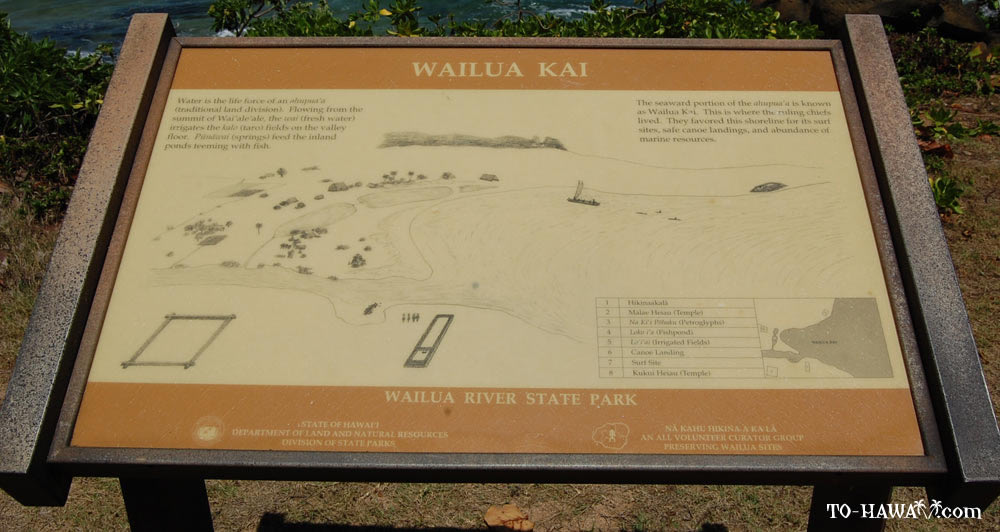 WAILUA KAI
Water is the life force of an ahupua'a
(traditional land division). Flowing from the
summit of Wai'ale'ale, the wai (fresh water)
irrigates the kalo (taro) fields on the valley
floor. Pūnāwai (springs) feed the inland
ponds teeming with fish.
The seaward portion of the ahupua'a is known
as Wailua Kai. This is where the ruling chiefs
lived. They favored this shoreline for its surf
sites, safe canoe landings, and abundance of
marine resources.
1 Hikinaakalā
2 Malae Heiau (Temple)
3 Na Ki'i Pōhaku (Petroglyphs)
4 Loko i'a (Fishpond)
5 Lo'i (Irrigated Fields)
6 Canoe Landing
7 Surf Site
8 Kukui Heiau (Temple)
WAILUA BAY
WAILUA RIVER STATE PARK
STATE OF HAWAI'I
DEPARTMENT OF LAND AND NATURAL RESOURCES
DIVISION OF STATE PARKS
NĀ KAHU HIKINA A KA LĀ
AN ALL VOLUNTEER CURATOR GROUP
PRESERVING WAILUA SITES
TO-HAWAII.com